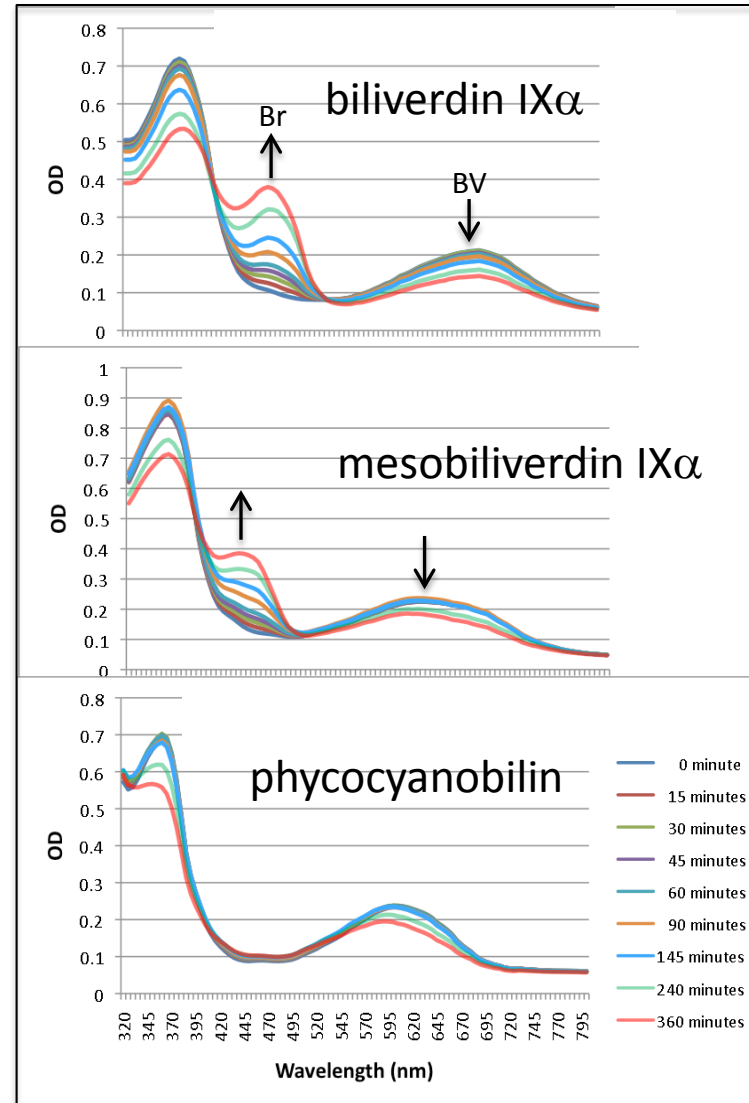 0.8
0.7
0.6
0.5
0.4
0.3
0.2
0.1
0
OD
biliverdin IXα
Br
BV
1
0.9
0.8
0.7
0.6
0.5
0.4
0.3
0.2
0.1
0
OD
mesobiliverdin IXα
0.8
0.7
0.6
0.5
0.4
0.3
0.2
0.1
0
OD
phycocyanobilin
0 minute
15 minutes
30 minutes
45 minutes
60 minutes
90 minutes
145 minutes
240 minutes
360 minutes
320 345 370 395 420 445 470 495 520 545 570 595 620 645 670 695 720 745 770 795
Wavelength (nm)